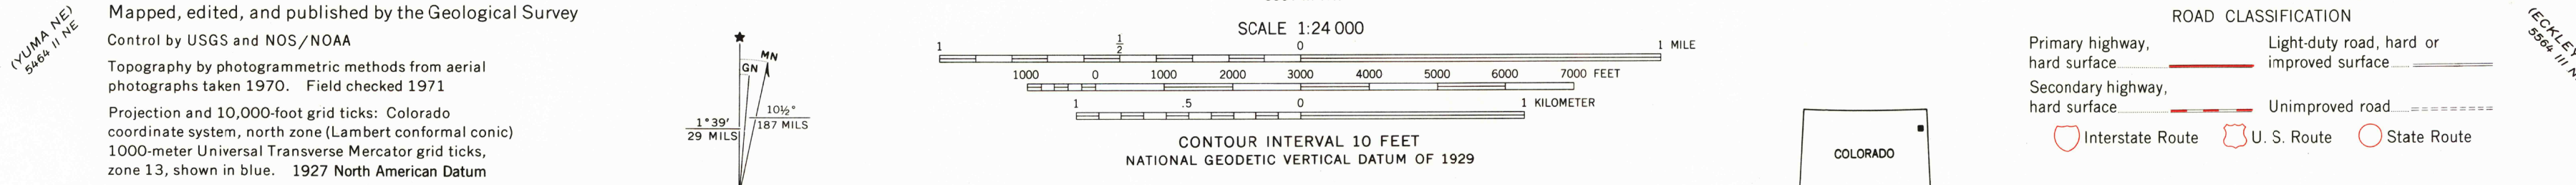 (YUMA NE)
5464 II NE
Mapped, edited, and published by the Geological Survey
Control by USGS and NOS/NOAA
Topography by photogrammetric methods from aerial
photographs taken 1970. Field checked 1971
Projection and 10,000-foot grid ticks: Colorado
coordinate system, north zone (Lambert conformal conic)
1000-meter Universal Transverse Mercator grid ticks,
zone 13, shown in blue. 1927 North American Datum
MN
GN
1°39′
29 MILS
10½°
187 MILS
SCALE 1:24 000
1 ½ 0 1 MILE
1000 0 1000 2000 3000 4000 5000 6000 7000 FEET
1 .5 0 1 KILOMETER
CONTOUR INTERVAL 10 FEET
NATIONAL GEODETIC VERTICAL DATUM OF 1929
COLORADO
ROAD CLASSIFICATION
Primary highway,
hard surface
Light-duty road, hard or
improved surface
Secondary highway,
hard surface
Unimproved road
Interstate Route U. S. Route State Route
(ECKLEY
5564 III